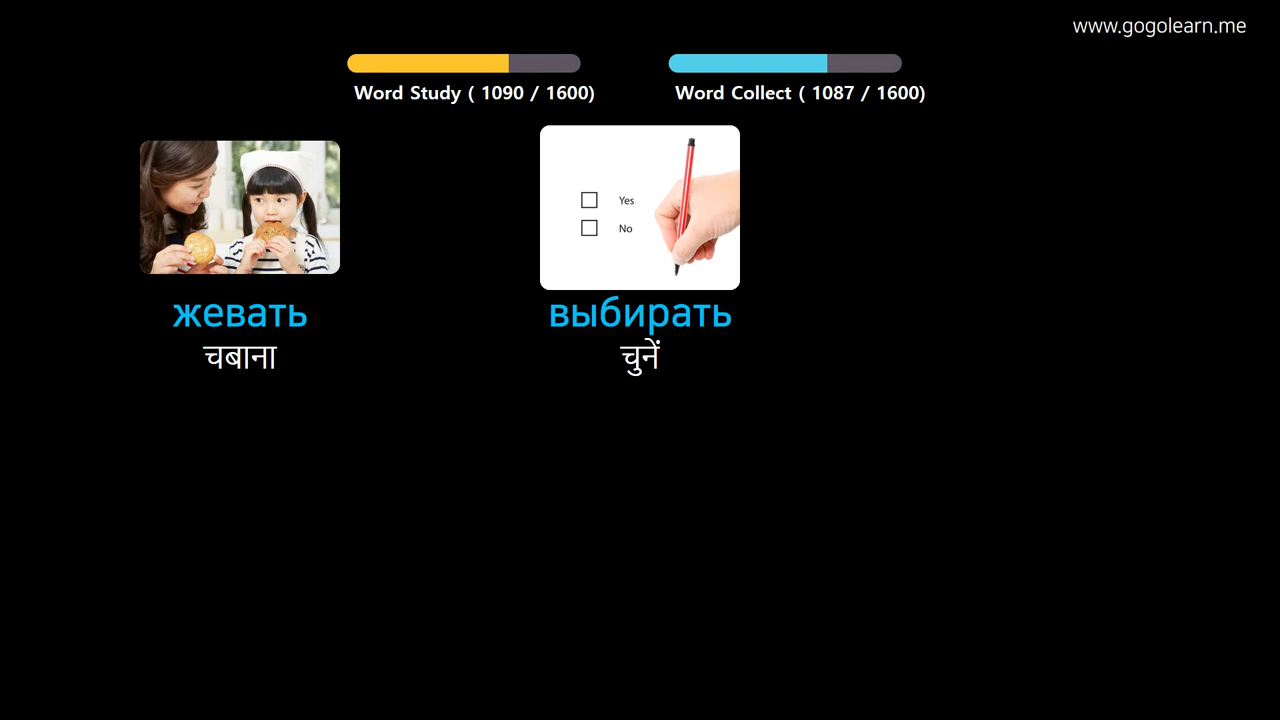 www.gogolearn.me
Word Study ( 1090 / 1600)
Word Collect ( 1087 / 1600)
Yes
No
жевать
выбирать
चबाना
चुनें